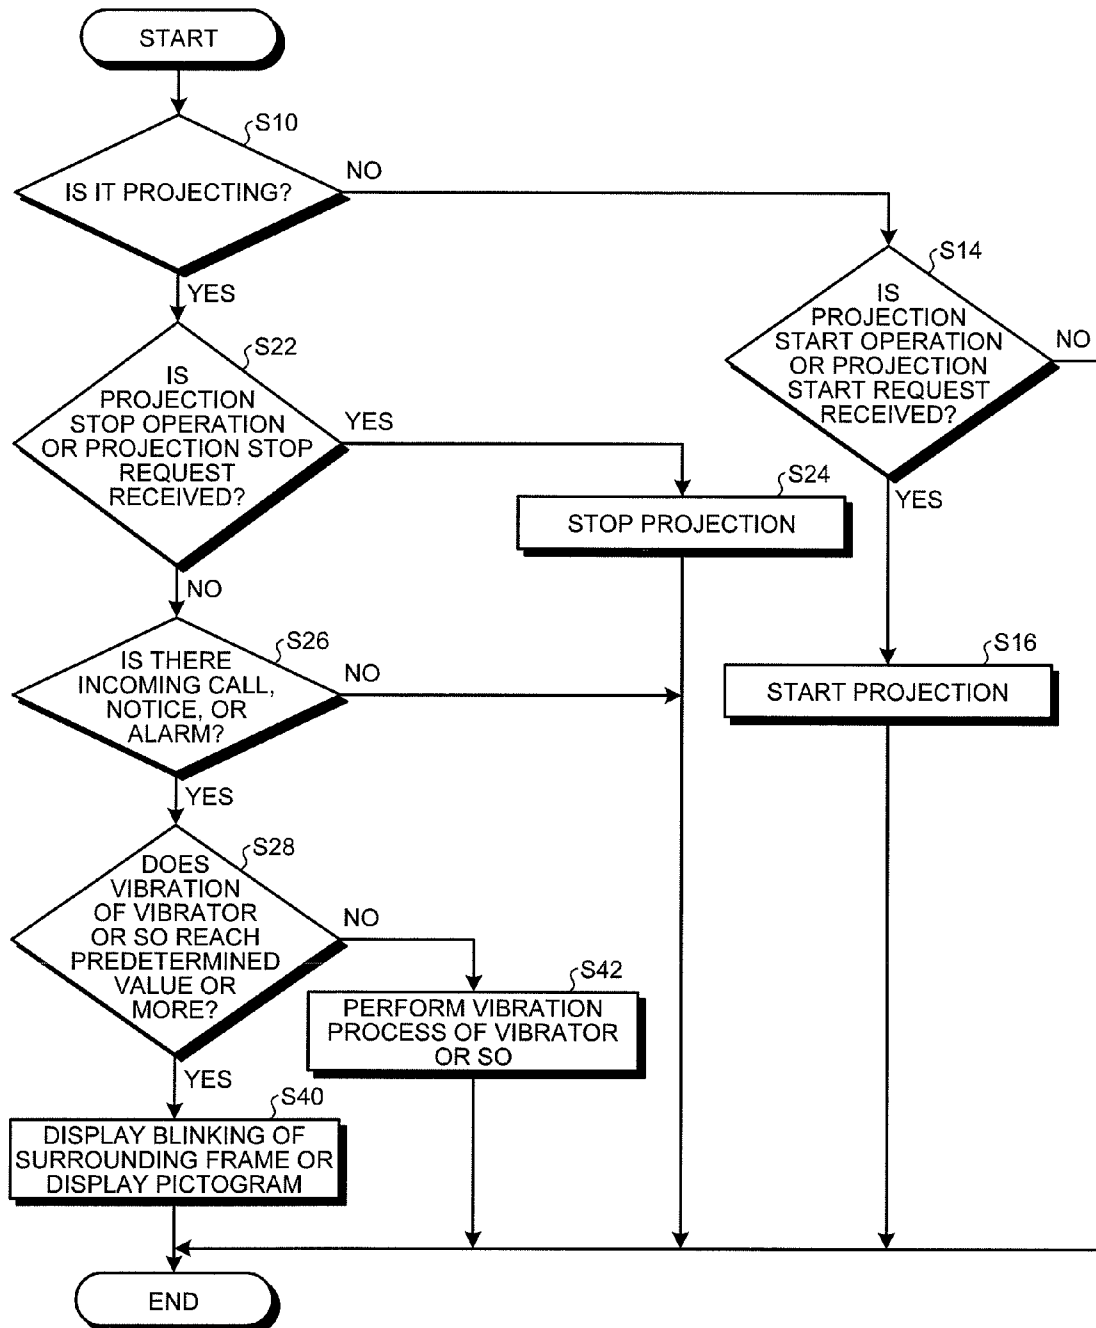 START
S10
IS IT PROJECTING?
NO
YES
S14
IS
PROJECTION
START OPERATION
OR PROJECTION
START REQUEST
RECEIVED?
NO
YES
S22
IS
PROJECTION
STOP OPERATION
OR PROJECTION STOP
REQUEST
RECEIVED?
YES
NO
S24
STOP PROJECTION
S16
START PROJECTION
S26
IS THERE
INCOMING CALL,
NOTICE, OR
ALARM?
NO
YES
S28
DOES
VIBRATION
OF VIBRATOR
OR SO REACH
PREDETERMINED
VALUE OR
MORE?
NO
YES
S42
PERFORM VIBRATION
PROCESS OF VIBRATOR
OR SO
S40
DISPLAY BLINKING OF
SURROUNDING FRAME OR
DISPLAY PICTOGRAM
END